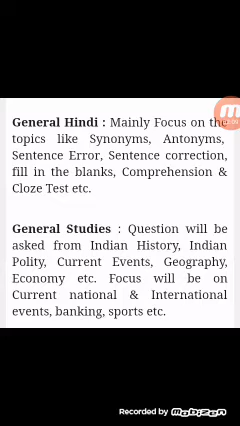 General Hindi : Mainly Focus on the
topics like Synonyms, Antonyms,
Sentence Error, Sentence correction,
fill in the blanks, Comprehension &
Cloze Test etc.
General Studies : Question will be
asked from Indian History, Indian
Polity, Current Events, Geography,
Economy etc. Focus will be on
Current national & International
events, banking, sports etc.
Recorded by mobizen